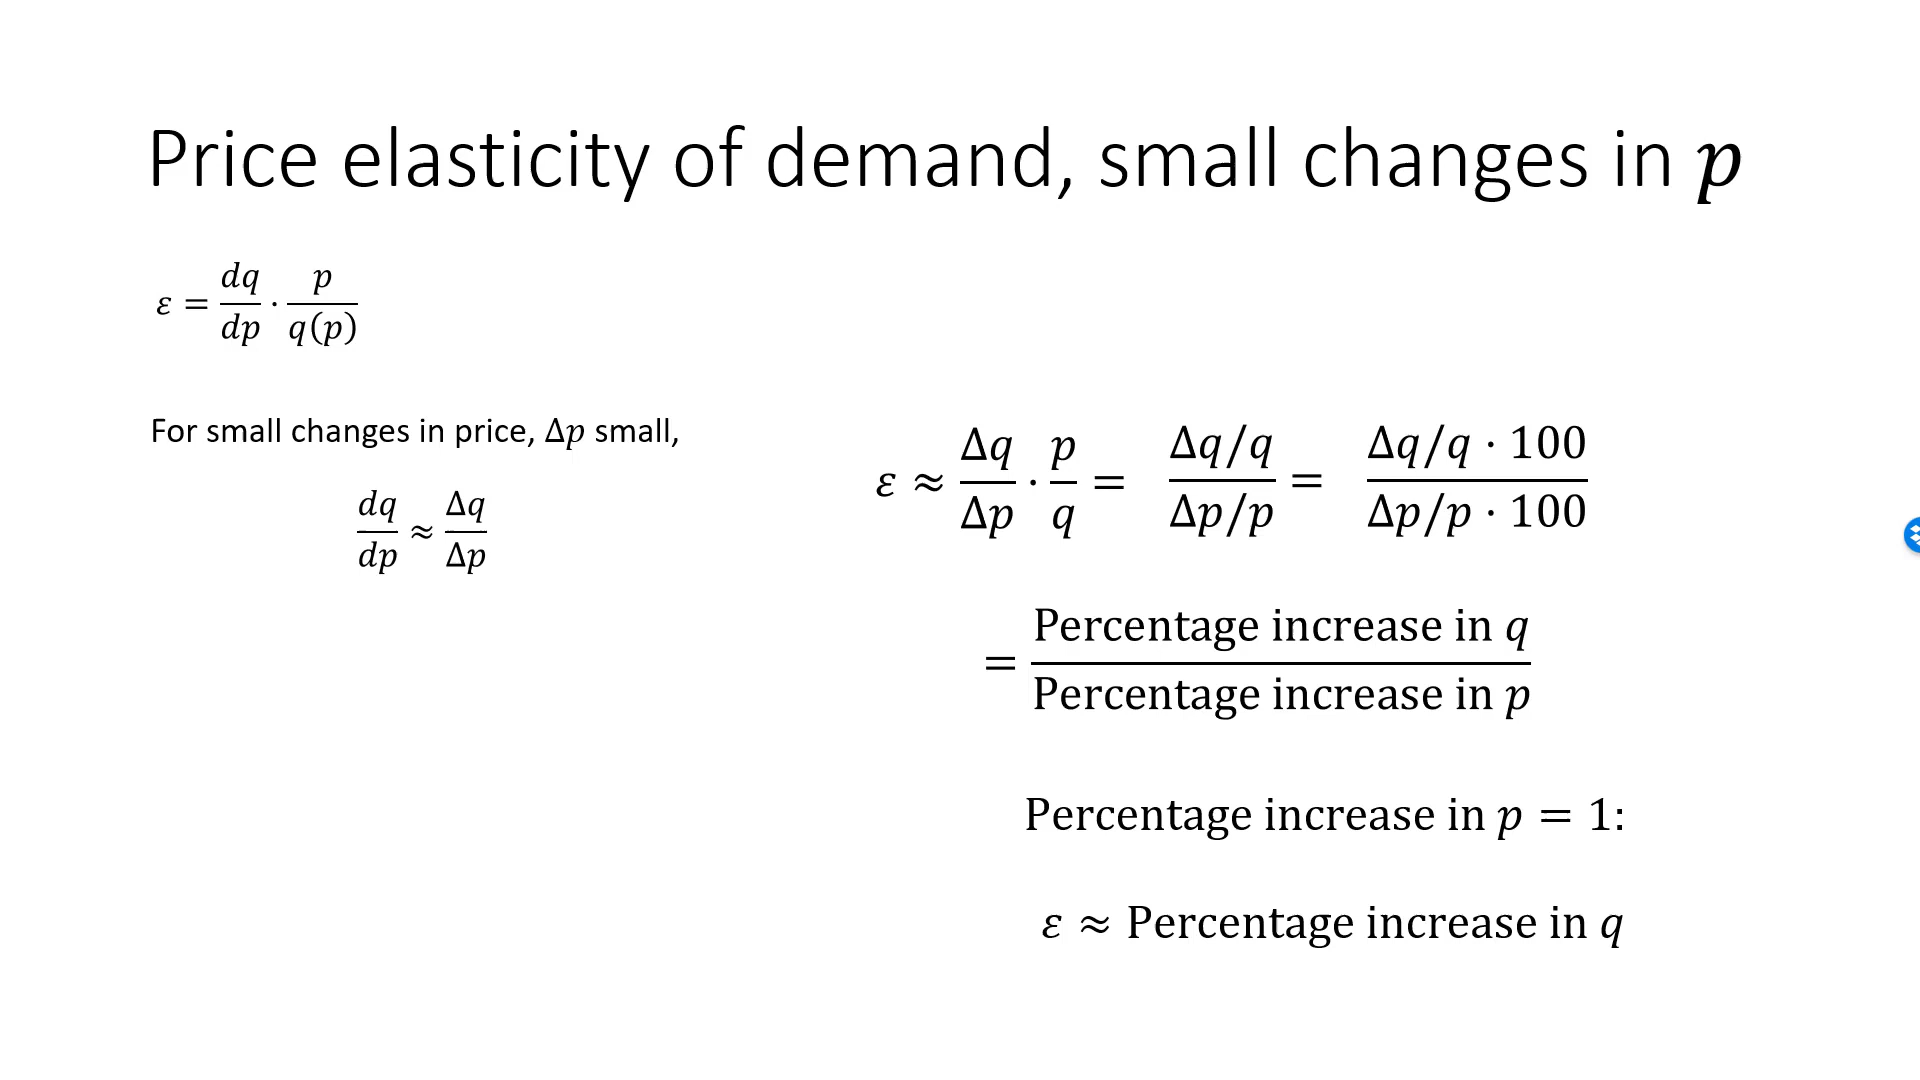 Price elasticity of demand, small changes in p
ε = dq/dp · p/q(p)
For small changes in price, Δp small,
dq/dp ≈ Δq/Δp
ε ≈ Δq/Δp · p/q = (Δq/q)/(Δp/p) = (Δq/q · 100)/(Δp/p · 100)
= Percentage increase in q / Percentage increase in p
Percentage increase in p = 1:
ε ≈ Percentage increase in q